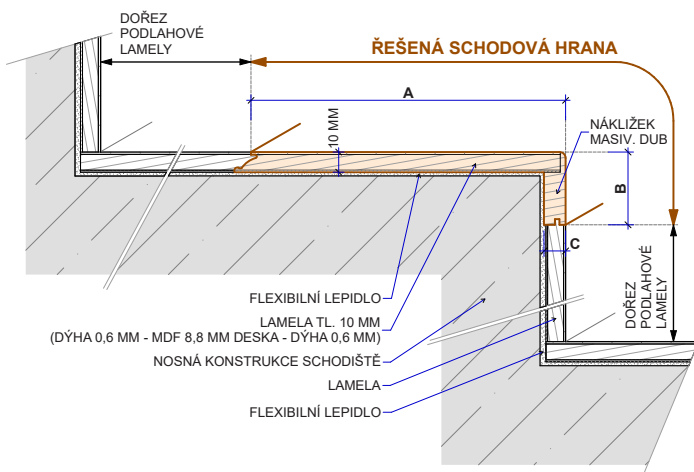 DOŘEZ
PODLAHOVÉ
LAMELY
ŘEŠENÁ SCHODOVÁ HRANA
A
10 MM
NÁKLIŽEK
MASIV. DUB
B
C
DOŘEZ
PODLAHOVÉ
LAMELY
FLEXIBILNÍ LEPIDLO
LAMELA TL. 10 MM
(DÝHA 0,6 MM - MDF 8,8 MM DESKA - DÝHA 0,6 MM)
NOSNÁ KONSTRUKCE SCHODIŠTĚ
LAMELA
FLEXIBILNÍ LEPIDLO